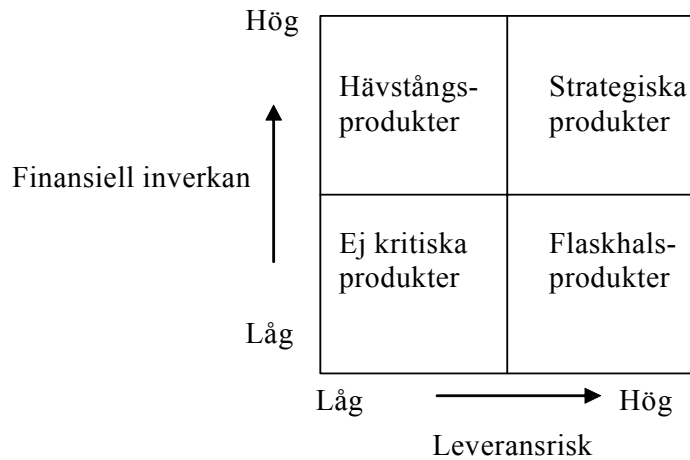 Hög
Hävstångs-
produkter
Strategiska
produkter
Finansiell inverkan
Ej kritiska
produkter
Flaskhals-
produkter
Låg
Låg
Hög
Leveransrisk